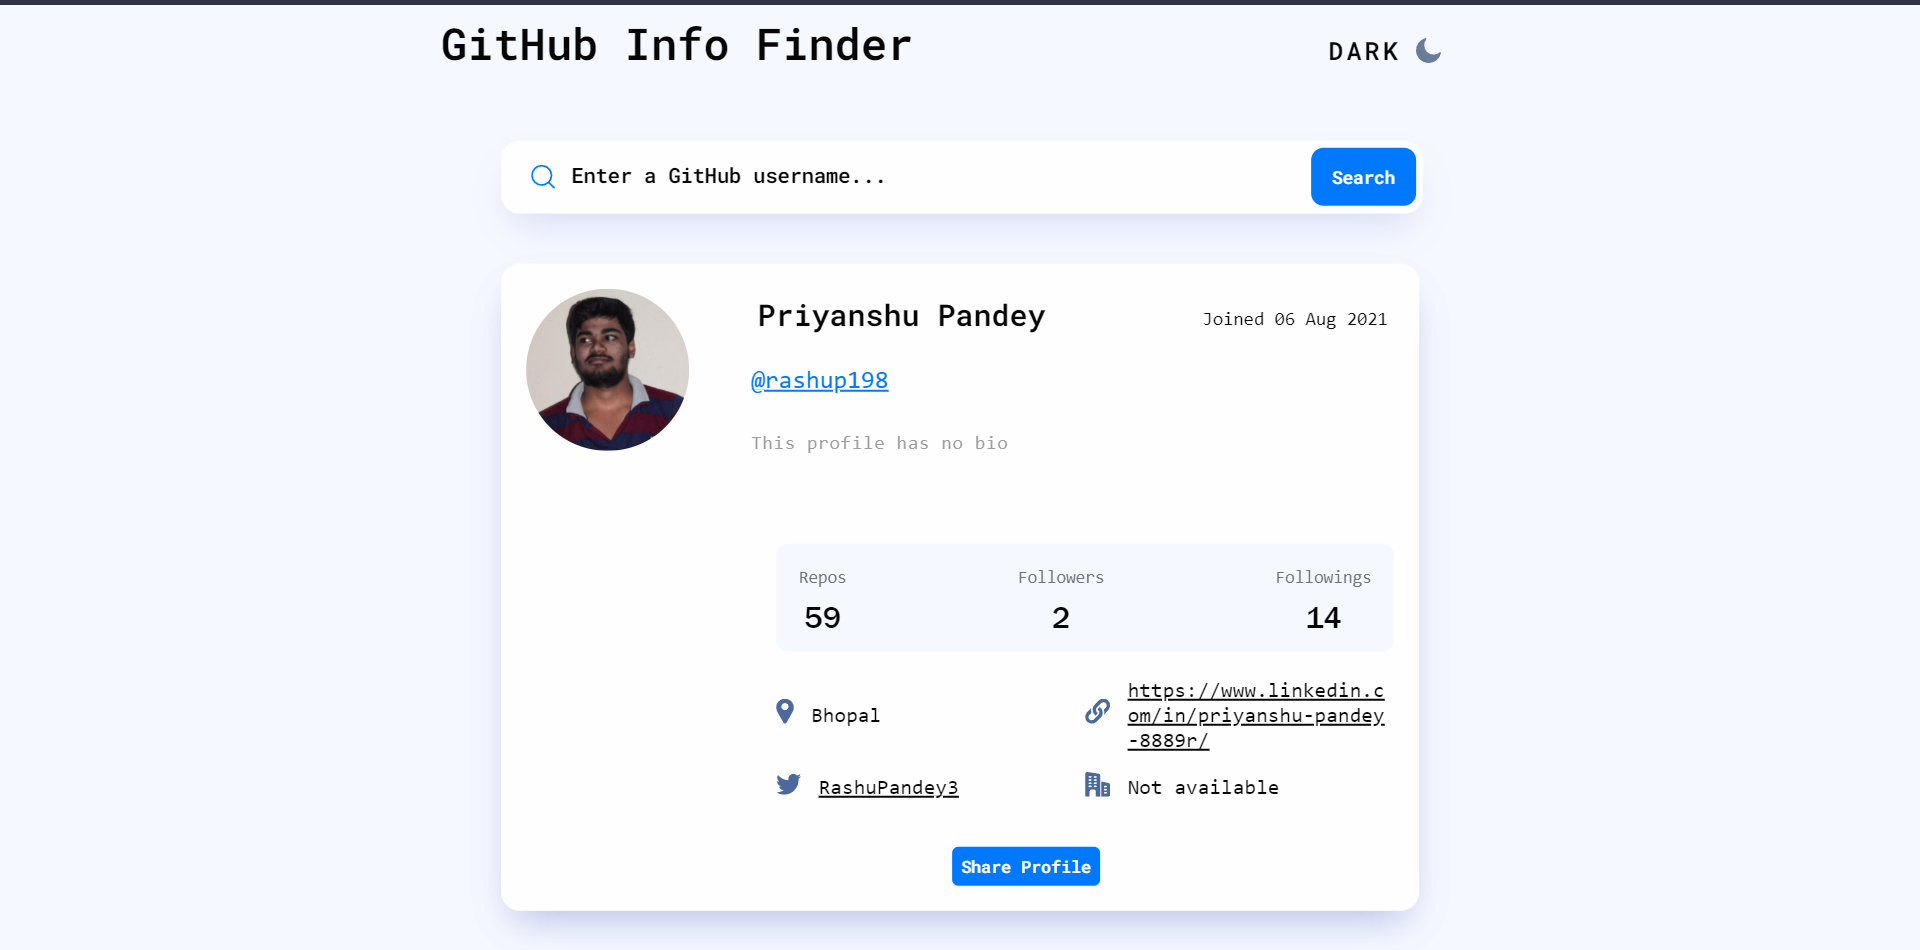 GitHub Info Finder
DARK
Enter a GitHub username...
Search
Priyanshu Pandey
Joined 06 Aug 2021
@rashup198
This profile has no bio
Repos
Followers
Followings
59
2
14
Bhopal
https://www.linkedin.c
om/in/priyanshu-pandey
-8889r/
RashuPandey3
Not available
Share Profile